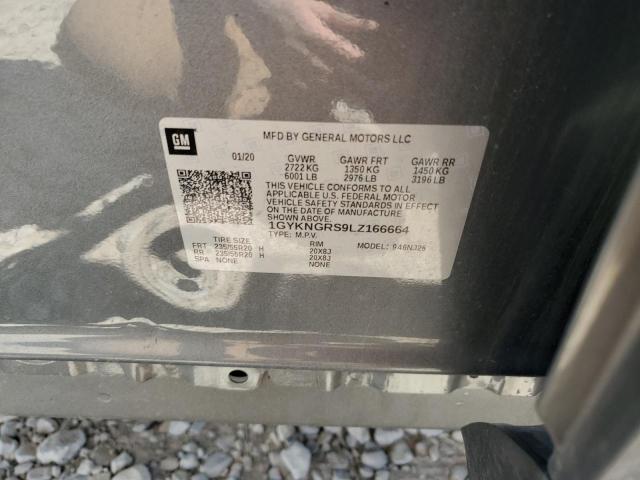 GM
MFD BY GENERAL MOTORS LLC
01/20 GVWR GAWR FRT GAWR RR
2722 KG 1350 KG 1450 KG
6001 LB 2976 LB 3196 LB
THIS VEHICLE CONFORMS TO ALL
APPLICABLE U.S. FEDERAL MOTOR
VEHICLE SAFETY STANDARDS IN EFFECT
ON THE DATE OF MANUFACTURE
SHOWN ABOVE.
1GYKNGRS9LZ166664
TYPE: M.P.V. MODEL: 946NJ26
TIRE SIZE RIM
FRT 235/55R20 H 20X8J
RR 235/55R20 H 20X8J
SPA NONE NONE